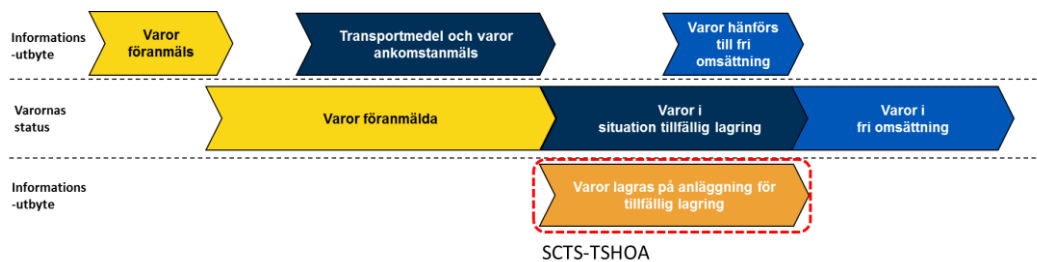 Informations
-utbyte
Varor
föranmäls
Transportmedel och varor
ankomstanmäls
Varor hänförs
till fri
omsättning
Varornas
status
Varor föranmälda
Varor i
situation tillfällig lagring
Varor i
fri omsättning
Informations
-utbyte
Varor lagras på anläggning för
tillfällig lagring
SCTS-TSHOA